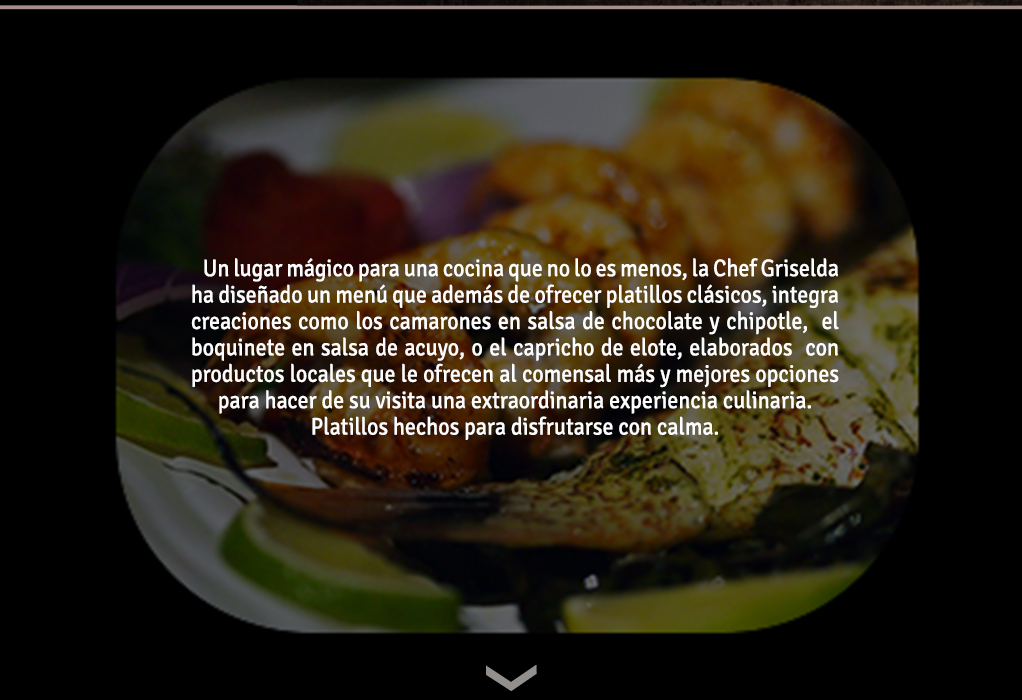 Un lugar mágico para una cocina que no lo es menos, la Chef Griselda
ha diseñado un menú que además de ofrecer platillos clásicos, integra
creaciones como los camarones en salsa de chocolate y chipotle, el
boquinete en salsa de acuyo, o el capricho de elote, elaborados con
productos locales que le ofrecen al comensal más y mejores opciones
para hacer de su visita una extraordinaria experiencia culinaria.
Platillos hechos para disfrutarse con calma.